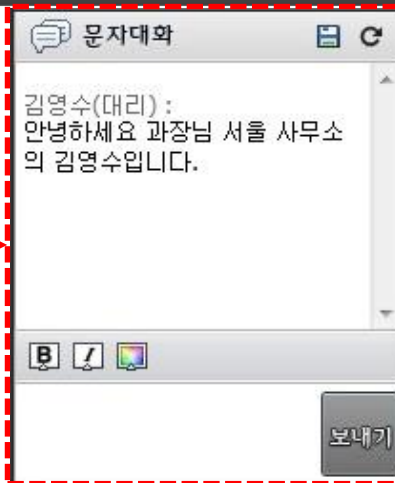 문자대화
김영수(대리) :
안녕하세요 과장님 서울 사무소
의 김영수입니다.
B I
보내기